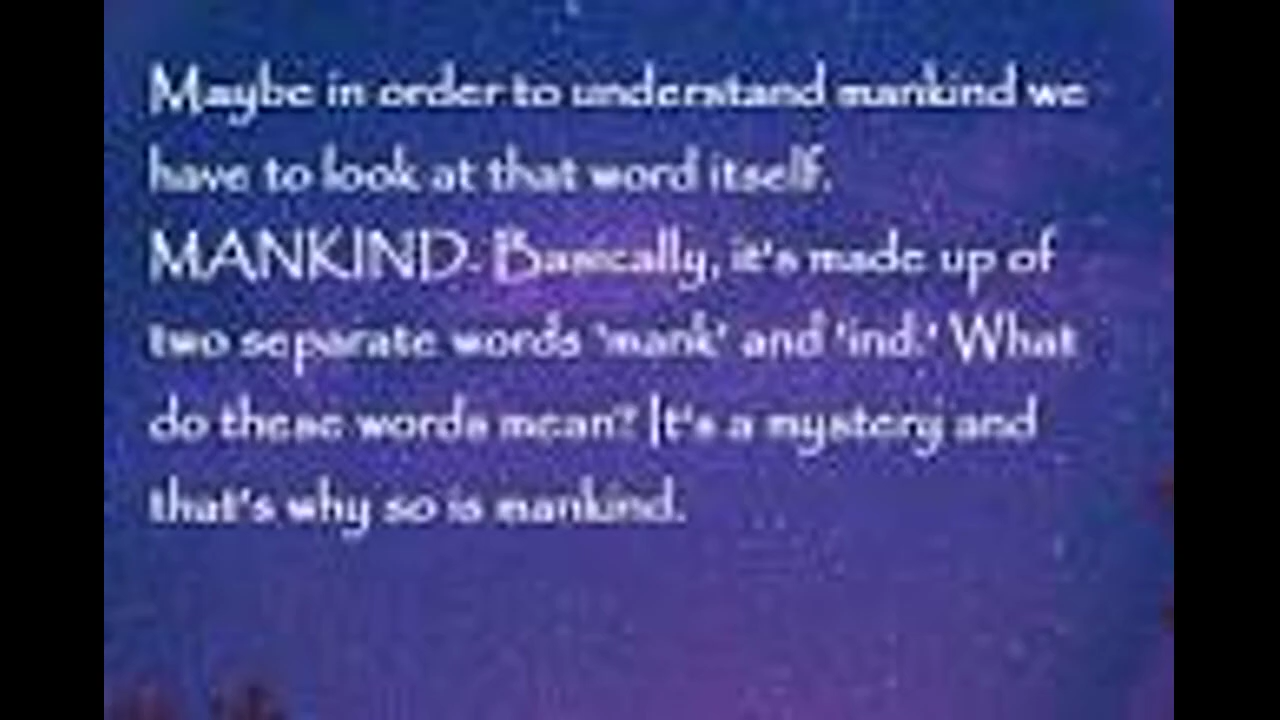 Maybe in order to understand mankind we
have to look at that word itself.
MANKIND. Basically, it's made up of
two separate words 'mank' and 'ind.' What
do these words mean? It's a mystery and
that's why so is mankind.